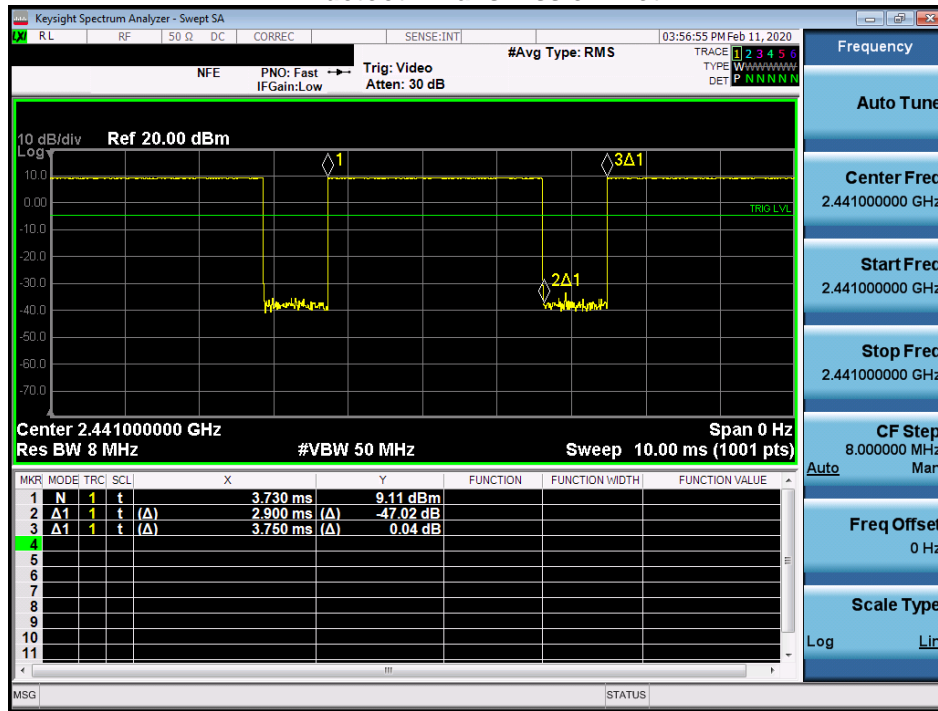 Keysight Spectrum Analyzer - Swept SA
LXI RL RF 50 Ω DC CORREC SENSE:INT 03:56:55 PM Feb 11, 2020
#Avg Type: RMS
TRACE 1 2 3 4 5 6
TYPE WWWWWW
DET P N N N N N
NFE
PNO: Fast
IFGain:Low
Trig: Video
Atten: 30 dB
10 dB/div Ref 20.00 dBm
Log
1
3Δ1
10.0
0.00
TRIG LVL
-10.0
-20.0
-30.0
2Δ1
-40.0
-50.0
-60.0
-70.0
Center 2.441000000 GHz Span 0 Hz
Res BW 8 MHz #VBW 50 MHz Sweep 10.00 ms (1001 pts)
MKR MODE TRC SCL X Y FUNCTION FUNCTION WIDTH FUNCTION VALUE
1 N 1 t 3.730 ms 9.11 dBm
2 Δ1 1 t (Δ) 2.900 ms (Δ) -47.02 dB
3 Δ1 1 t (Δ) 3.750 ms (Δ) 0.04 dB
4
5
6
7
8
9
10
11
MSG STATUS
Frequency
Auto Tune
Center Freq
2.441000000 GHz
Start Freq
2.441000000 GHz
Stop Freq
2.441000000 GHz
CF Step
8.000000 MHz
Auto Man
Freq Offset
0 Hz
Scale Type
Log Lin